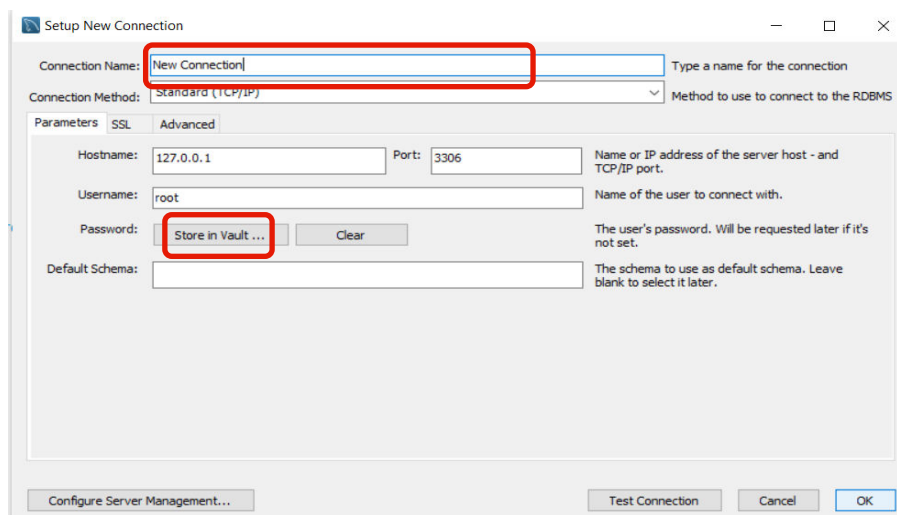 Setup New Connection
Connection Name: New Connection Type a name for the connection
Connection Method: Standard (TCP/IP) Method to use to connect to the RDBMS
Parameters SSL Advanced
Hostname: 127.0.0.1 Port: 3306 Name or IP address of the server host - and
TCP/IP port.
Username: root Name of the user to connect with.
Password: Store in Vault ... Clear The user's password. Will be requested later if it's
not set.
Default Schema: The schema to use as default schema. Leave
blank to select it later.
Configure Server Management... Test Connection Cancel OK